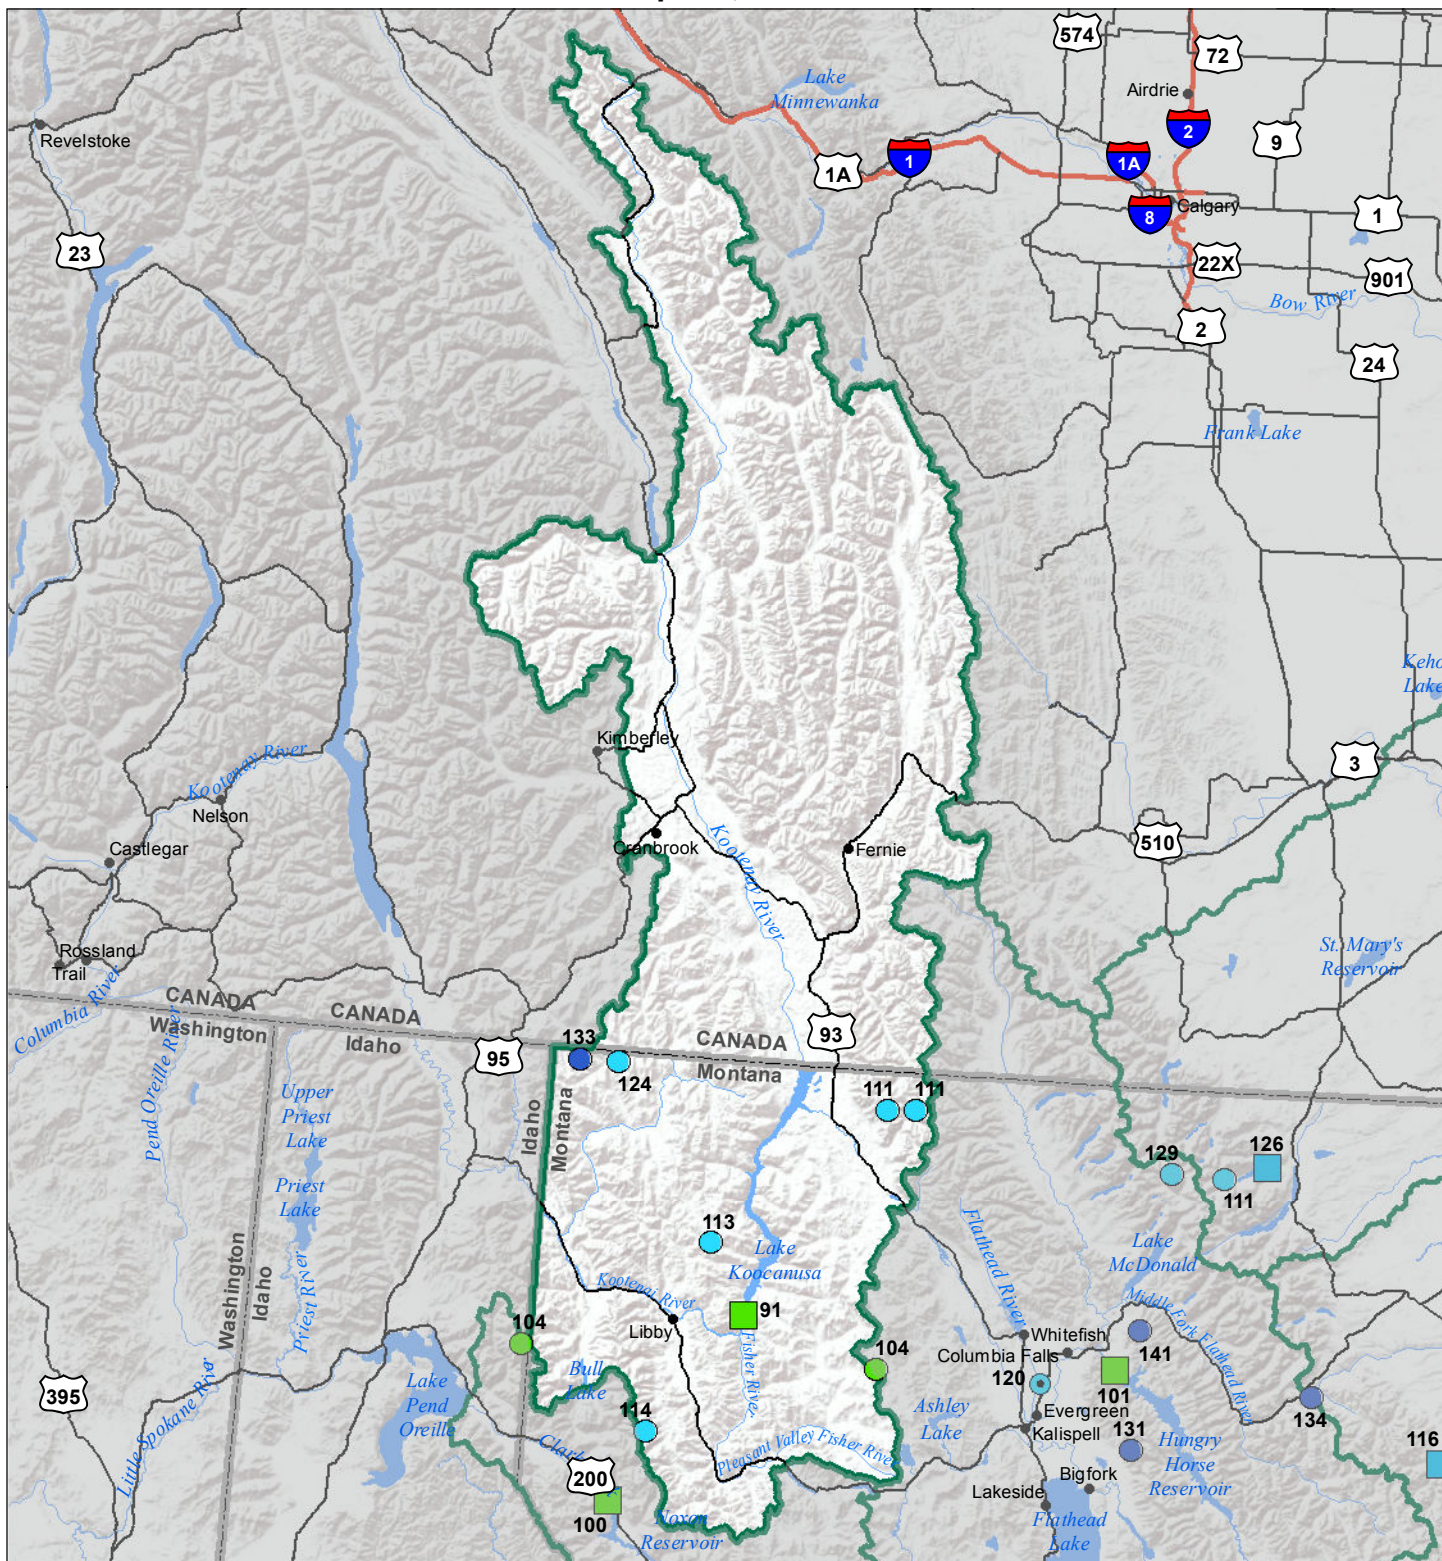 574
72
Lake
Minnewanka
Airdrie
Revelstoke
2
9
1
1A
1A
Calgary
8
1
23
22X
901
Bow River
2
24
Frank Lake
Keho
Lake
Kimberley
Kootenay River
3
Nelson
Kootenay River
Cranbrook
Fernie
510
Castlegar
Rossland
Trail
St. Mary's
Reservoir
Columbia River
CANADA
Washington
CANADA
Idaho
Pend Oreille River
95
133
124
CANADA
Montana
93
Upper
Priest
Lake
Idaho
Montana
111
111
129
126
111
Priest
Lake
113
Lake
Koocanusa
Flathead River
Lake
McDonald
Washington
Idaho
Priest River
Kootenai River
91
Libby
Fisher River
Middle Fork Flathead River
104
104
Whitefish
Columbia Falls
141
120
101
395
Little Spokane River
Lake
Pend
Oreille
Bull
Lake
114
Ashley
Lake
Evergreen
Kalispell
134
131
116
Hungry
Horse
Reservoir
Clark
Pleasant Valley Fisher River
200
Bigfork
Lakeside
100
Noxon
Reservoir
Flathead
Lake